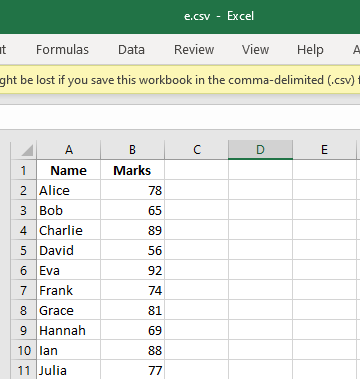 e.csv - Excel
Formulas Data Review View Help
ght be lost if you save this workbook in the comma-delimited (.csv) f
A B C D E
1 Name Marks
2 Alice 78
3 Bob 65
4 Charlie 89
5 David 56
6 Eva 92
7 Frank 74
8 Grace 81
9 Hannah 69
10 Ian 88
11 Julia 77